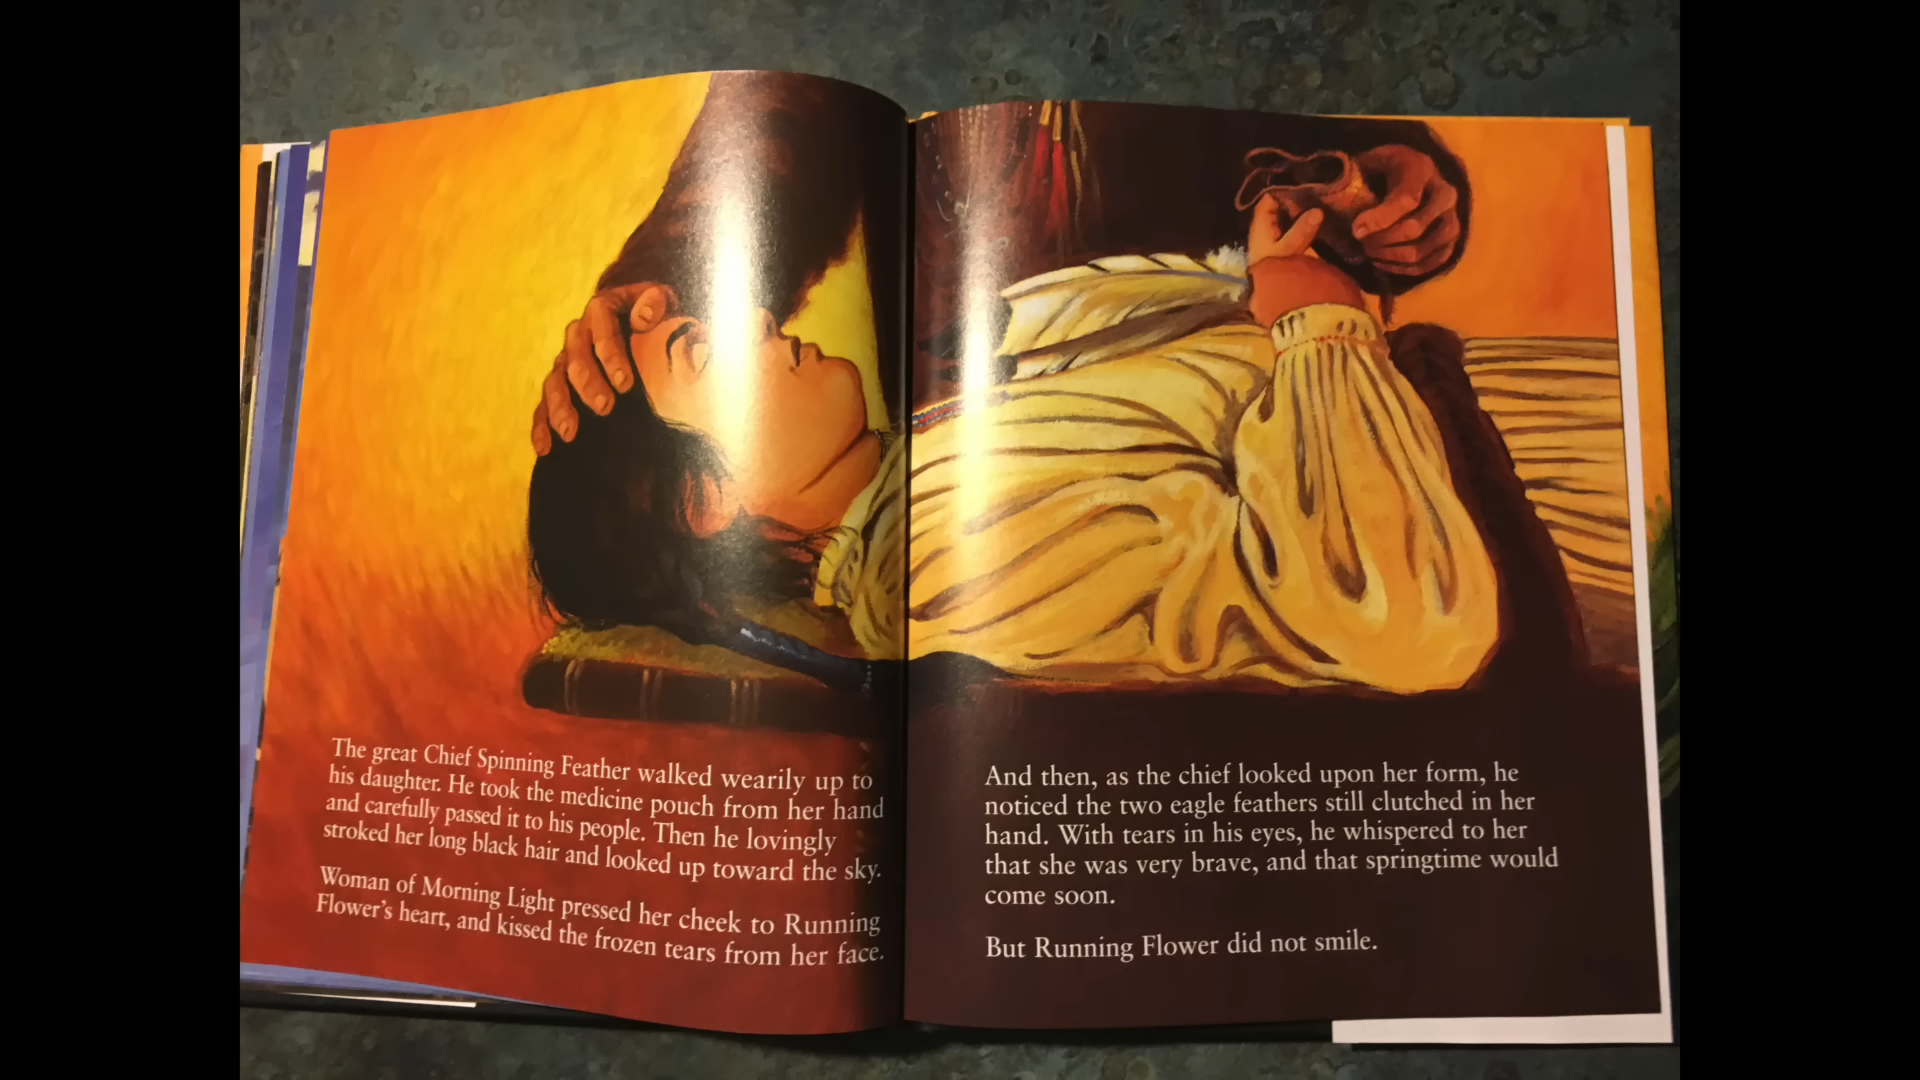 The great Chief Spinning Feather walked wearily up to
his daughter. He took the medicine pouch from her hand
and carefully passed it to his people. Then he lovingly
stroked her long black hair and looked up toward the sky.
Woman of Morning Light pressed her cheek to Running
Flower's heart, and kissed the frozen tears from her face.
And then, as the chief looked upon her form, he
noticed the two eagle feathers still clutched in her
hand. With tears in his eyes, he whispered to her
that she was very brave, and that springtime would
come soon.
But Running Flower did not smile.